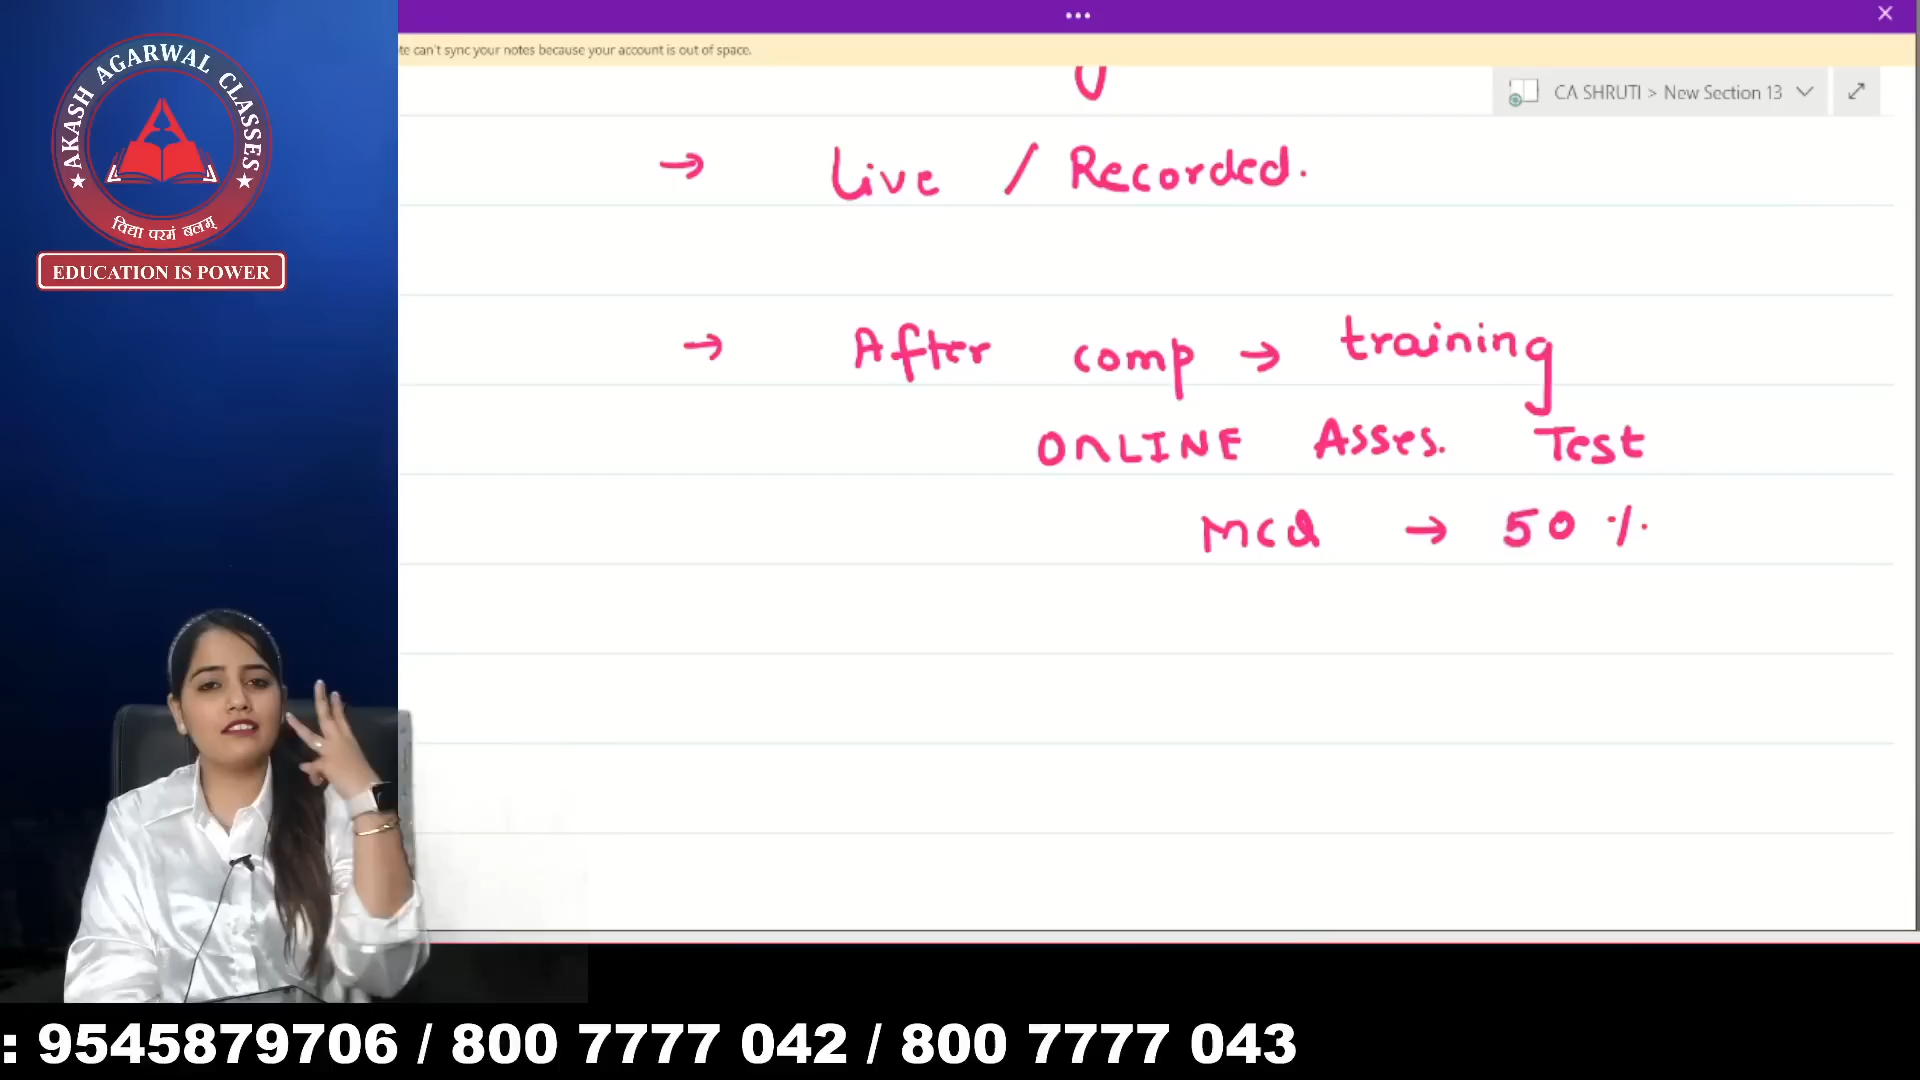 AKASH AGARWAL CLASSES
विद्या परमं बलम्
EDUCATION IS POWER
can't sync your notes because your account is out of space.
CA SHRUTI > New Section 13
→ Live / Recorded.
→ After comp → training
ONLINE Asses. Test
MCQ → 50 %
: 9545879706 / 800 7777 042 / 800 7777 043